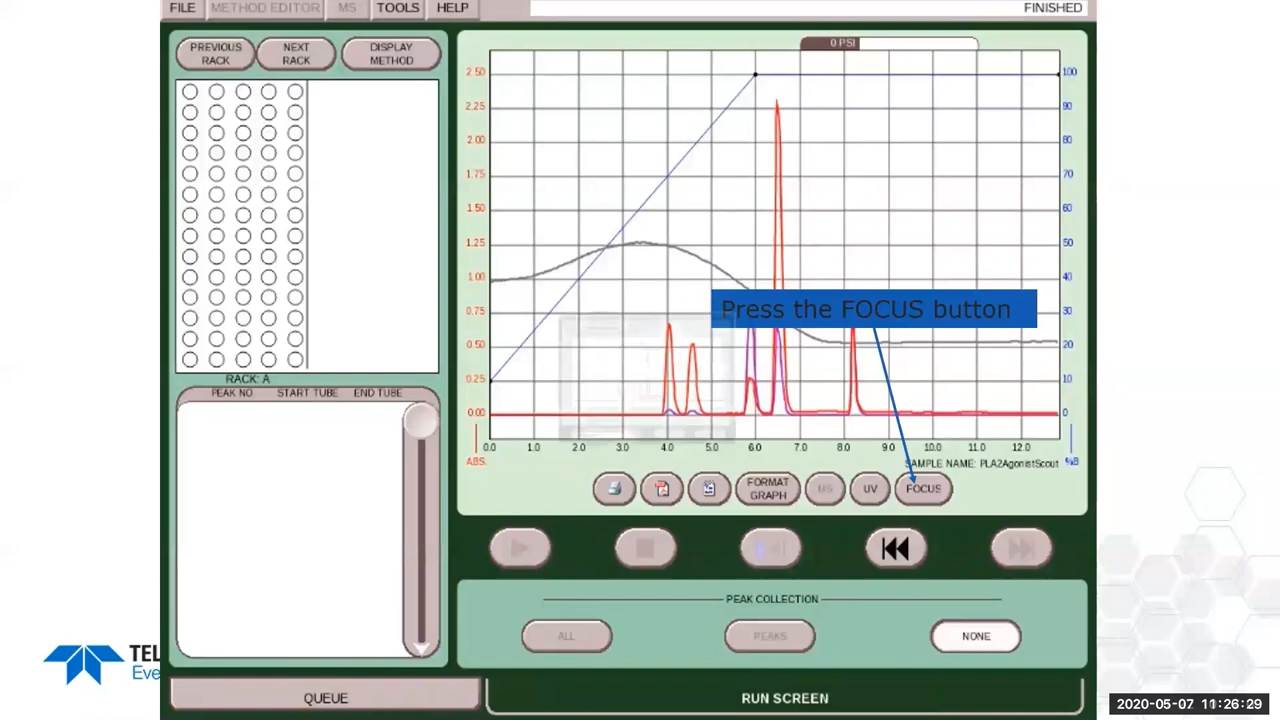 FILE METHOD EDITOR MS TOOLS HELP FINISHED
PREVIOUS RACK
NEXT RACK
DISPLAY METHOD
RACK: A
PEAK NO START TUBE END TUBE
0 PSI
2.50
2.25
2.00
1.75
1.50
1.25
1.00
0.75
0.50
0.25
0.00
ABS.
100
90
80
70
60
50
40
30
20
10
0
%B
Press the FOCUS button
0.0 1.0 2.0 3.0 4.0 5.0 6.0 7.0 8.0 9.0 10.0 11.0 12.0
SAMPLE NAME: PLA2AgonistScout
FORMAT GRAPH
UV FOCUS
PEAK COLLECTION
ALL PEAKS NONE
QUEUE RUN SCREEN
TEL
Eve
2020-05-07 11:26:29